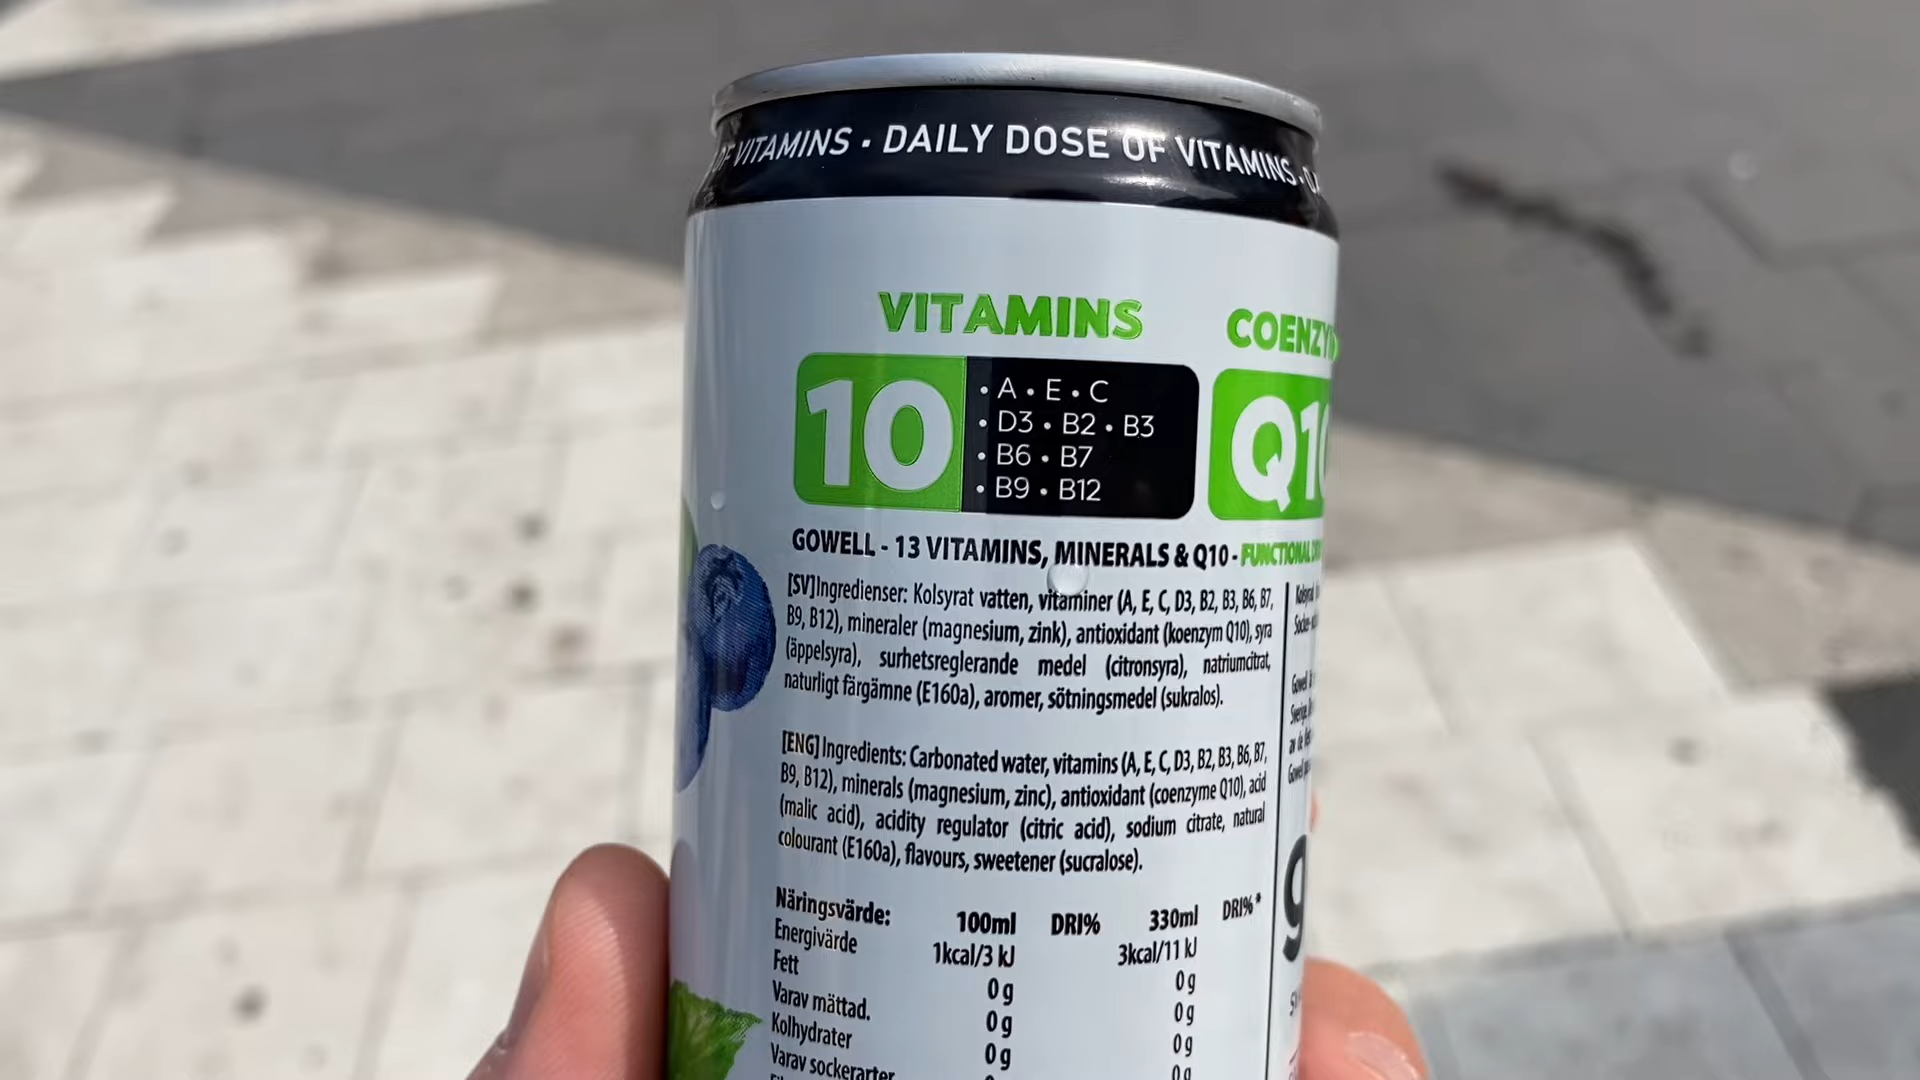 VITAMINS • DAILY DOSE OF VITAMINS •
VITAMINS
10
• A • E • C
• D3 • B2 • B3
• B6 • B7
• B9 • B12
GOWELL - 13 VITAMINS, MINERALS & Q10 - FUNCTIONAL
[SV]Ingredienser: Kolsyrat vatten, vitaminer (A, E, C, D3, B2, B3, B6, B7,
B9, B12), mineraler (magnesium, zink), antioxidant (koenzym Q10), syra
(äppelsyra), surhetsreglerande medel (citronsyra), natriumcitrat,
naturligt färgämne (E160a), aromer, sötningsmedel (sukralos).
[ENG] Ingredients: Carbonated water, vitamins (A, E, C, D3, B2, B3, B6, B7,
B9, B12), minerals (magnesium, zinc), antioxidant (coenzyme Q10), acid
(malic acid), acidity regulator (citric acid), sodium citrate, natural
colourant (E160a), flavours, sweetener (sucralose).
Näringsvärde: 100ml DRI% 330ml DRI%*
Energivärde 1kcal/3 kJ 3kcal/11 kJ
Fett 0 g 0 g
Varav mättad. 0 g 0 g
Kolhydrater 0 g 0 g
Varav sockerarter